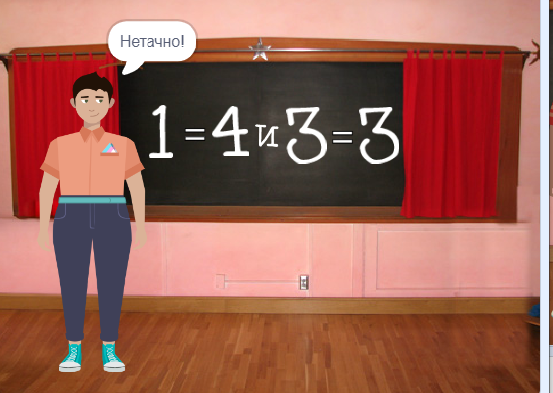 Нетачно!
1 = 4 и 3 = 3